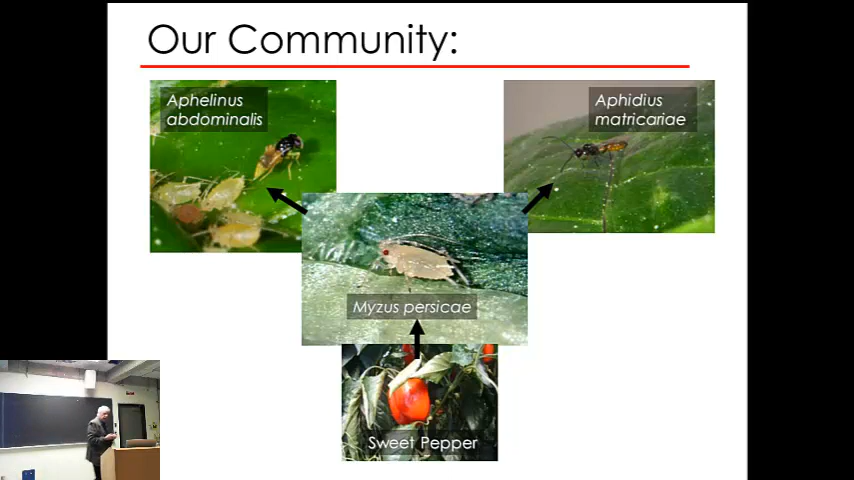 Our Community:
Aphelinus
abdominalis
Aphidius
matricariae
Myzus persicae
Sweet Pepper